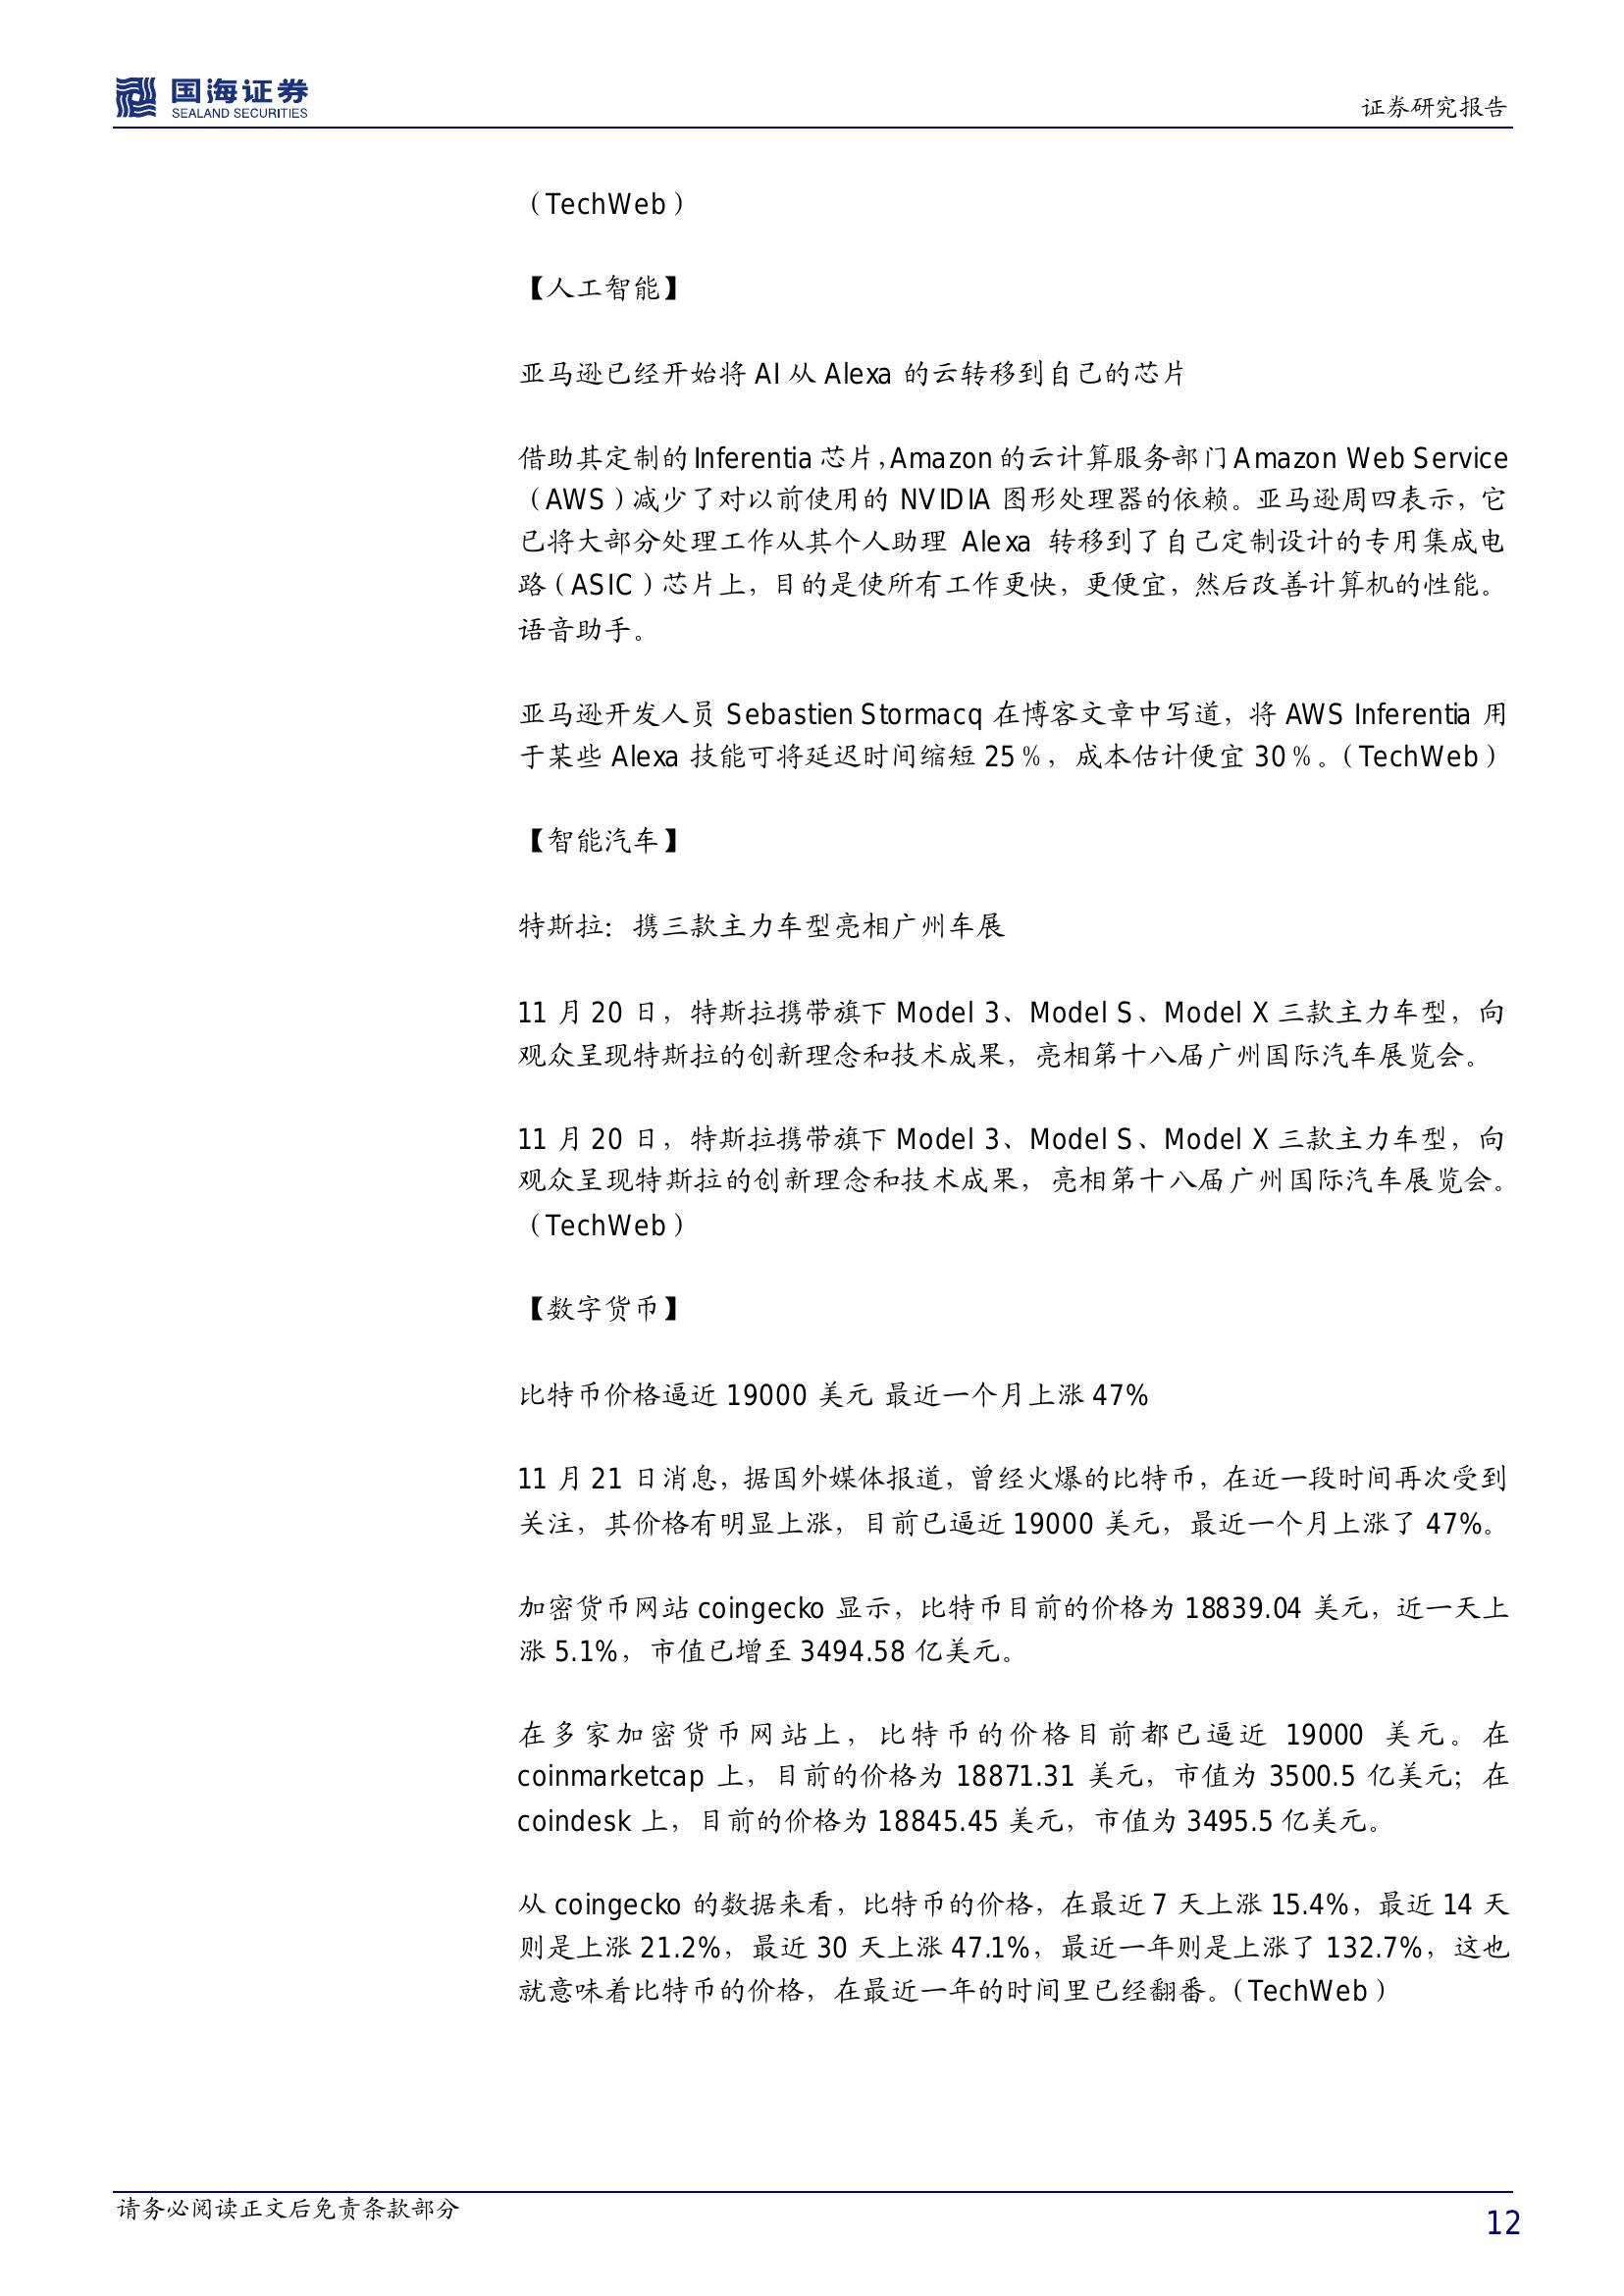 国海证券
SEALAND SECURITIES
证券研究报告
（TechWeb）
【人工智能】
亚马逊已经开始将 AI 从 Alexa 的云转移到自己的芯片
借助其定制的 Inferentia 芯片，Amazon 的云计算服务部门 Amazon Web Service
（AWS）减少了对以前使用的 NVIDIA 图形处理器的依赖。亚马逊周四表示，它
已将大部分处理工作从其个人助理 Alexa 转移到了自己定制设计的专用集成电
路（ASIC）芯片上，目的是使所有工作更快，更便宜，然后改善计算机的性能。
语音助手。
亚马逊开发人员 Sebastien Stormacq 在博客文章中写道，将 AWS Inferentia 用
于某些 Alexa 技能可将延迟时间缩短 25％，成本估计便宜 30％。（TechWeb）
【智能汽车】
特斯拉：携三款主力车型亮相广州车展
11 月 20 日，特斯拉携带旗下 Model 3、Model S、Model X 三款主力车型，向
观众呈现特斯拉的创新理念和技术成果，亮相第十八届广州国际汽车展览会。
11 月 20 日，特斯拉携带旗下 Model 3、Model S、Model X 三款主力车型，向
观众呈现特斯拉的创新理念和技术成果，亮相第十八届广州国际汽车展览会。
（TechWeb）
【数字货币】
比特币价格逼近 19000 美元 最近一个月上涨 47%
11 月 21 日消息，据国外媒体报道，曾经火爆的比特币，在近一段时间再次受到
关注，其价格有明显上涨，目前已逼近 19000 美元，最近一个月上涨了 47%。
加密货币网站 coingecko 显示，比特币目前的价格为 18839.04 美元，近一天上
涨 5.1%，市值已增至 3494.58 亿美元。
在多家加密货币网站上，比特币的价格目前都已逼近 19000 美元。在
coinmarketcap 上，目前的价格为 18871.31 美元，市值为 3500.5 亿美元；在
coindesk 上，目前的价格为 18845.45 美元，市值为 3495.5 亿美元。
从 coingecko 的数据来看，比特币的价格，在最近 7 天上涨 15.4%，最近 14 天
则是上涨 21.2%，最近 30 天上涨 47.1%，最近一年则是上涨了 132.7%，这也
就意味着比特币的价格，在最近一年的时间里已经翻番。（TechWeb）
请务必阅读正文后免责条款部分
12